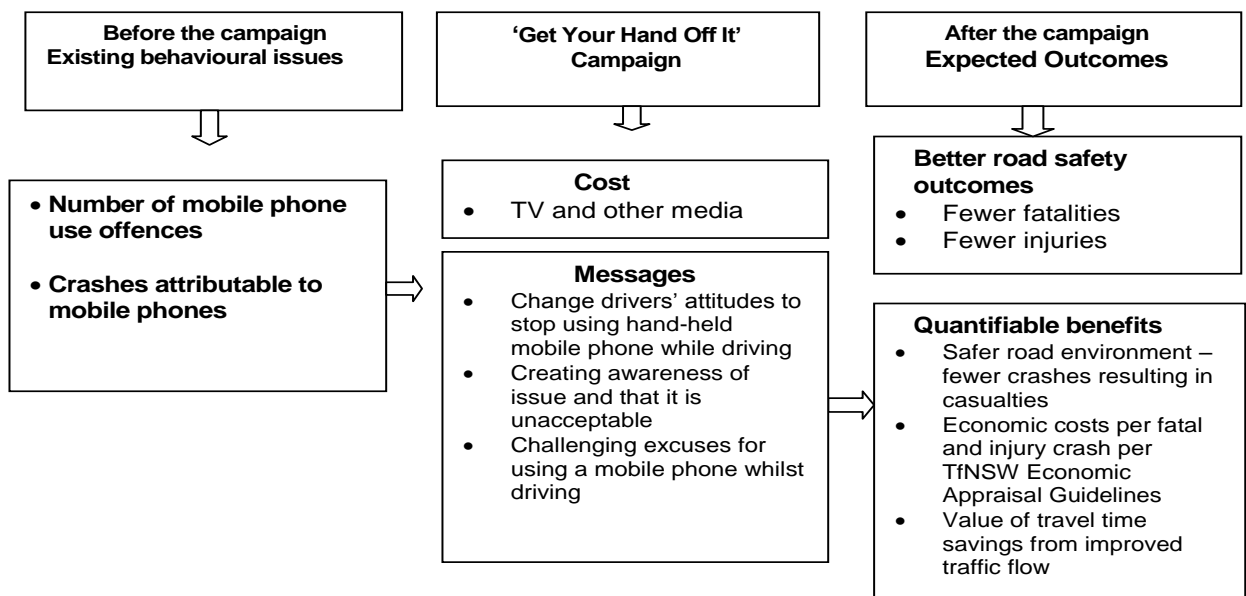 Before the campaign
Existing behavioural issues
• Number of mobile phone
use offences
• Crashes attributable to
mobile phones
‘Get Your Hand Off It’
Campaign
Cost
• TV and other media
Messages
• Change drivers’ attitudes to
stop using hand-held
mobile phone while driving
• Creating awareness of
issue and that it is
unacceptable
• Challenging excuses for
using a mobile phone whilst
driving
After the campaign
Expected Outcomes
Better road safety
outcomes
• Fewer fatalities
• Fewer injuries
Quantifiable benefits
• Safer road environment –
fewer crashes resulting in
casualties
• Economic costs per fatal
and injury crash per
TfNSW Economic
Appraisal Guidelines
• Value of travel time
savings from improved
traffic flow